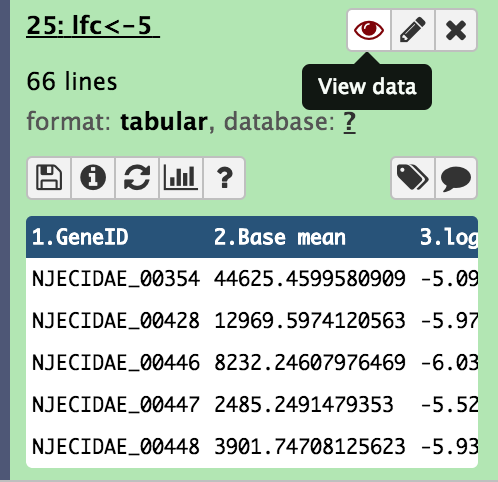 25: lfc<-5
View data
66 lines
format: tabular, database: ?
?
1.GeneID 2.Base mean 3.log
NJECIDAE_00354 44625.4599580909 -5.09
NJECIDAE_00428 12969.5974120563 -5.97
NJECIDAE_00446 8232.24607976469 -6.03
NJECIDAE_00447 2485.2491479353 -5.52
NJECIDAE_00448 3901.74708125623 -5.93